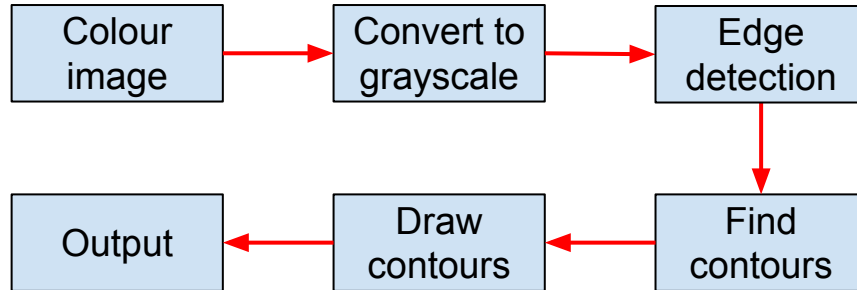 Colour
image
Convert to
grayscale
Edge
detection
Find
contours
Draw
contours
Output